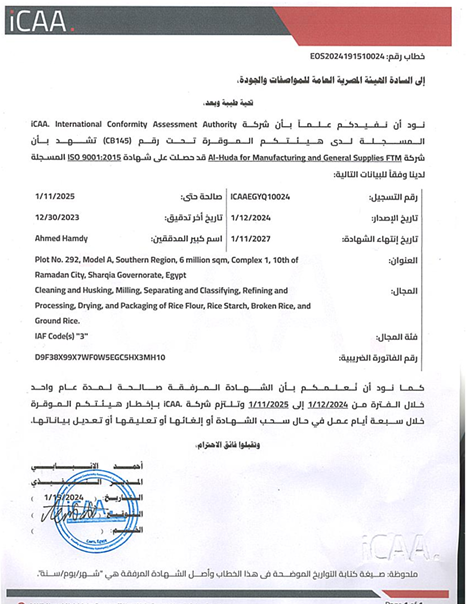 iCAA.
خطاب رقم: EOS2024191510024
إلى السادة الهيئة المصرية العامة للمواصفات والجودة.
تحية طيبة وبعد،
نود أن نفيدكم علماً بأن شركة iCAA. International Conformity Assessment Authority
المسجلة لدى هيئتكم الموقرة تحت رقم (CB145) تشهد بأن
شركة Al-Huda for Manufacturing and General Supplies FTM قد حصلت على شهادة ISO 9001:2015 المسجلة
لدينا وفقاً للبيانات التالية:
رقم التسجيل: ICAAEGYQ10024 صالحة حتى: 1/11/2025
تاريخ الإصدار: 1/12/2024 تاريخ أخر تدقيق: 12/30/2023
تاريخ إنتهاء الشهادة: 1/11/2027 اسم كبير المدققين: Ahmed Hamdy
العنوان: Plot No. 292, Model A, Southern Region, 6 million sqm, Complex 1, 10th of
Ramadan City, Sharqia Governorate, Egypt
المجال: Cleaning and Husking, Milling, Separating and Classifying, Refining and
Processing, Drying, and Packaging of Rice Flour, Rice Starch, Broken Rice, and
Ground Rice.
فئة المجال: IAF Code(s) "3"
رقم الفاتورة الضريبية: D9F38X99X7WF0W5EGC5HX3MH10
كما نود أن نُعلمكم بأن الشهادة المرفقة صالحة لمدة عام واحد
خلال الفترة من 1/12/2024 إلى 1/11/2025 وتلتزم شركة iCAA بإخطار هيئتكم الموقرة
خلال سبعة أيام عمل في حال سحب الشهادة أو إلغائها أو تعليقها أو تعديل بياناتها.
وتقبلوا فائق الاحترام.
أحمد الإنبابي
المدير التنفيذي
التاريخ: ( 1/15/2024 )
التوقيع: ( )
الختم: ( )
iCAA
Cairo, Egypt
iCAA.
ملحوظة: صيغة كتابة التواريخ الموضحة في هذا الخطاب وأصل الشهادة المرفقة هي "شهر/يوم/سنة".